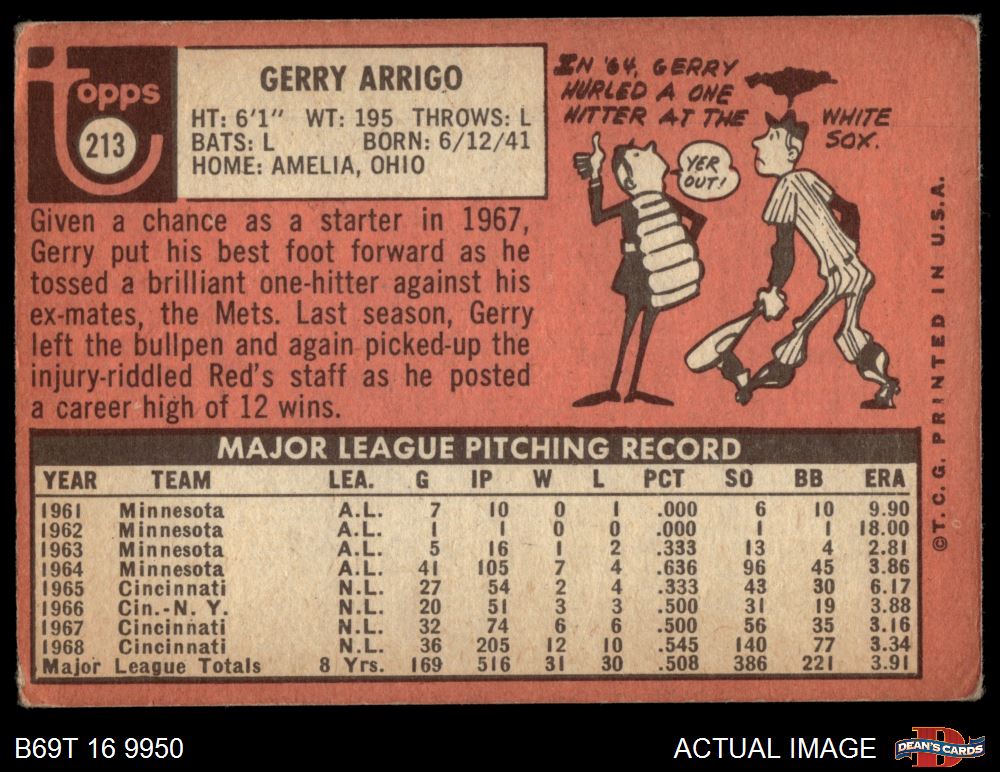 Topps
213
GERRY ARRIGO
HT: 6'1" WT: 195 THROWS: L
BATS: L BORN: 6/12/41
HOME: AMELIA, OHIO
Given a chance as a starter in 1967,
Gerry put his best foot forward as he
tossed a brilliant one-hitter against his
ex-mates, the Mets. Last season, Gerry
left the bullpen and again picked-up the
injury-riddled Red's staff as he posted
a career high of 12 wins.
IN '64, GERRY
HURLED A ONE
HITTER AT THE WHITE
SOX.
YER
OUT!
©T.C.G. PRINTED IN U.S.A.
MAJOR LEAGUE PITCHING RECORD
YEAR TEAM LEA. G IP W L PCT SO BB ERA
1961 Minnesota A.L. 7 10 0 1 .000 6 10 9.90
1962 Minnesota A.L. 1 1 0 0 .000 1 1 18.00
1963 Minnesota A.L. 5 16 1 2 .333 13 4 2.81
1964 Minnesota A.L. 41 105 7 4 .636 96 45 3.86
1965 Cincinnati N.L. 27 54 2 4 .333 43 30 6.17
1966 Cin.-N. Y. N.L. 20 51 3 3 .500 31 19 3.88
1967 Cincinnati N.L. 32 74 6 6 .500 56 35 3.16
1968 Cincinnati N.L. 36 205 12 10 .545 140 77 3.34
Major League Totals 8 Yrs. 169 516 31 30 .508 386 221 3.91
B69T 16 9950
ACTUAL IMAGE
D
DEAN'S CARDS